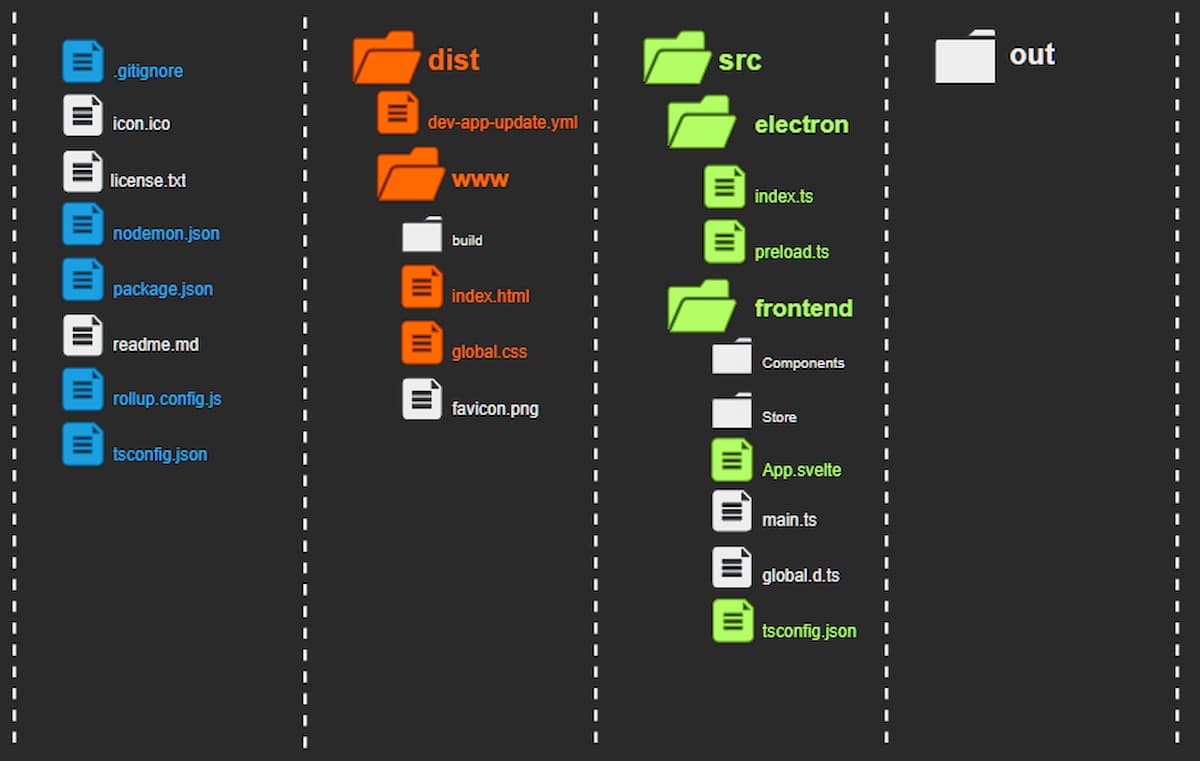 .gitignore
icon.ico
license.txt
nodemon.json
package.json
readme.md
rollup.config.js
tsconfig.json
dist
dev-app-update.yml
www
build
index.html
global.css
favicon.png
src
electron
index.ts
preload.ts
frontend
Components
Store
App.svelte
main.ts
global.d.ts
tsconfig.json
out